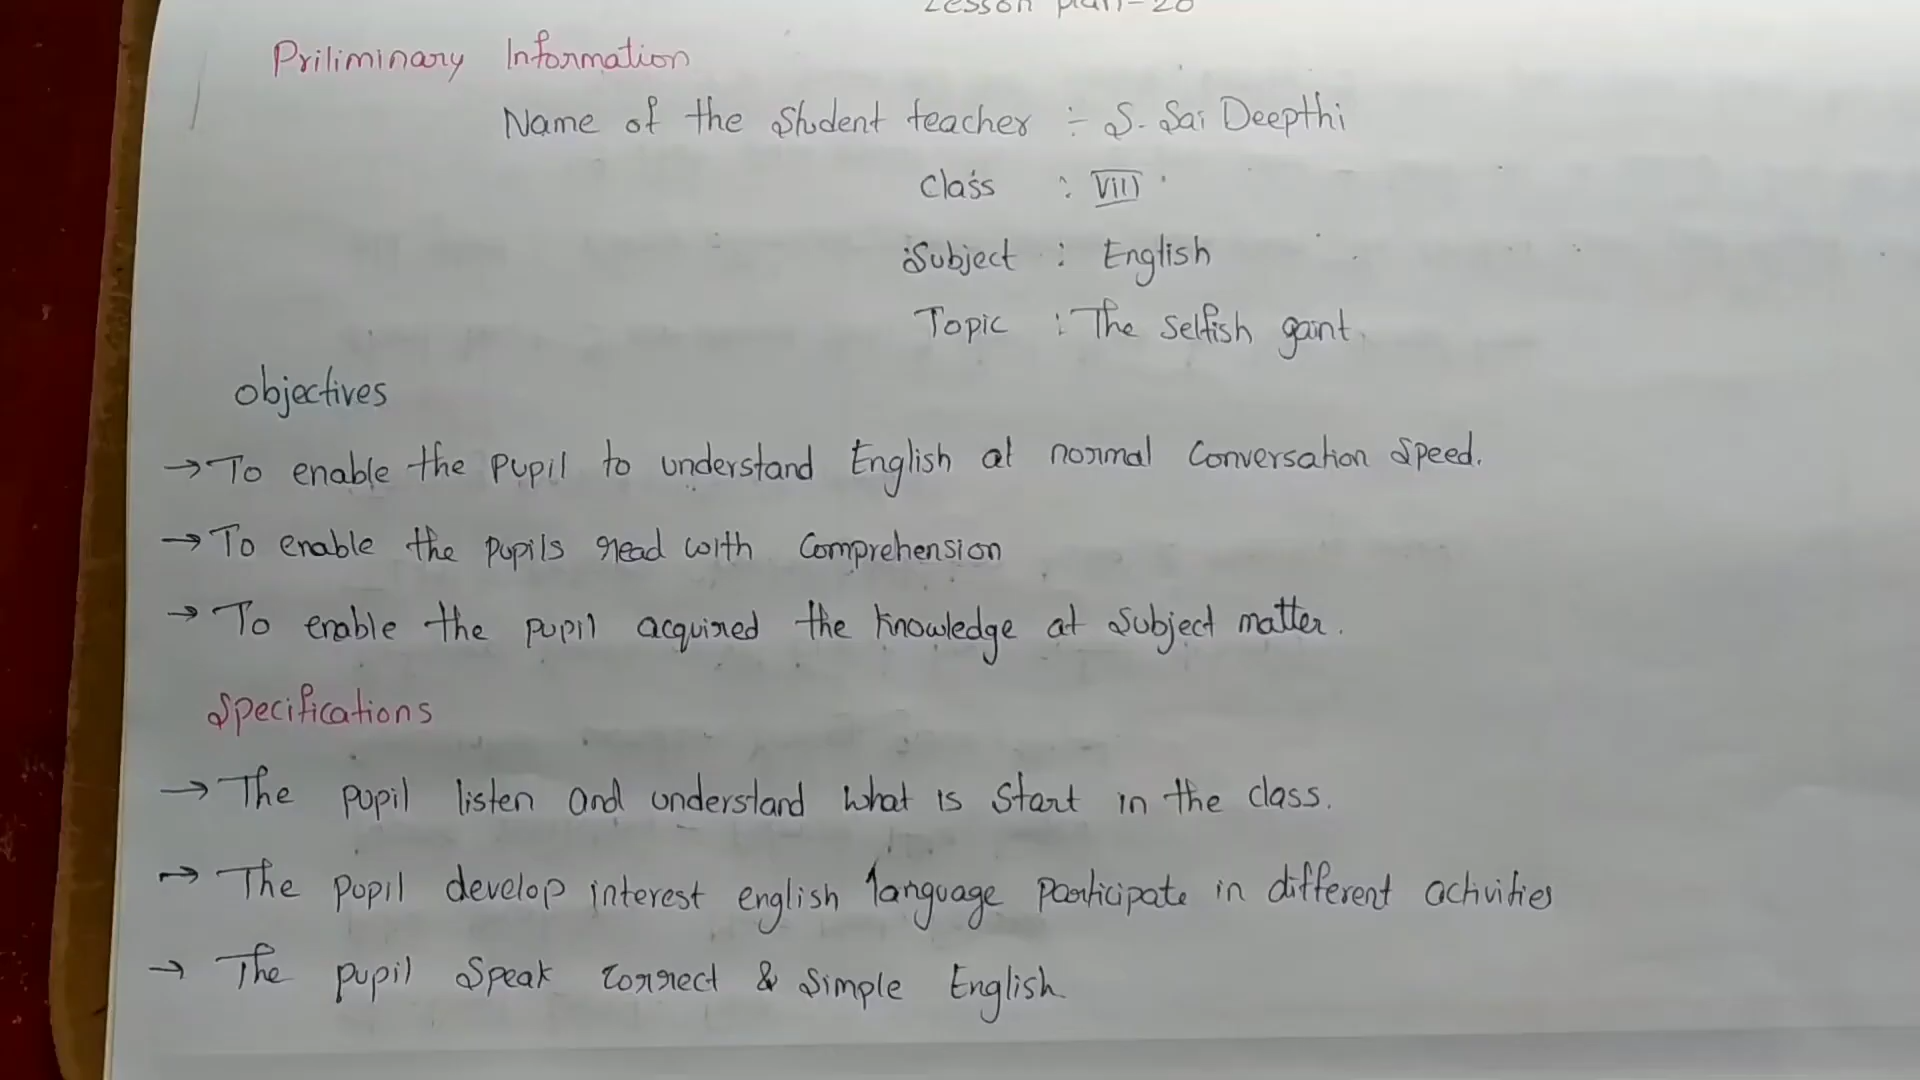 Lesson plan-20
Priliminary Information
Name of the Student teacher :- S. Sai Deepthi
Class : VIII
Subject : English
Topic : The Selfish gaint.
Objectives
→ To enable the Pupil to understand English at normal Conversation Speed.
→ To enable the pupils read with Comprehension
→ To enable the pupil acquired the knowledge at Subject matter.
Specifications
→ The pupil listen and understand what is Start in the class.
→ The pupil develop interest english language participate in different activities
→ The pupil Speak correct & Simple English